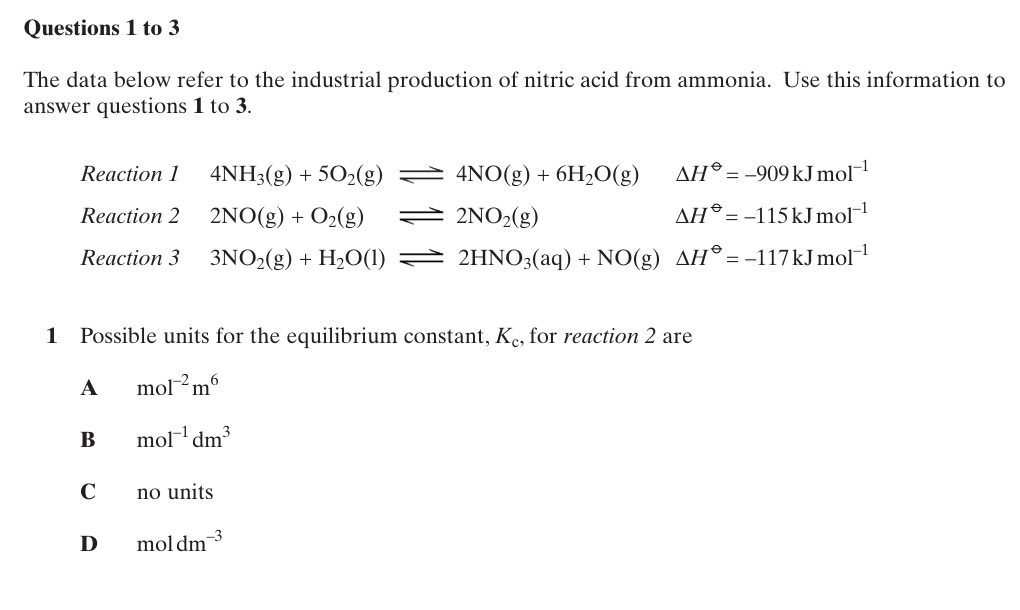 Questions 1 to 3
The data below refer to the industrial production of nitric acid from ammonia. Use this information to
answer questions 1 to 3.
Reaction 1 4NH₃(g) + 5O₂(g) ⇌ 4NO(g) + 6H₂O(g) ΔH⦵ = –909 kJ mol⁻¹
Reaction 2 2NO(g) + O₂(g) ⇌ 2NO₂(g) ΔH⦵ = –115 kJ mol⁻¹
Reaction 3 3NO₂(g) + H₂O(l) ⇌ 2HNO₃(aq) + NO(g) ΔH⦵ = –117 kJ mol⁻¹
1 Possible units for the equilibrium constant, Kc, for reaction 2 are
A mol⁻² m⁶
B mol⁻¹ dm³
C no units
D mol dm⁻³